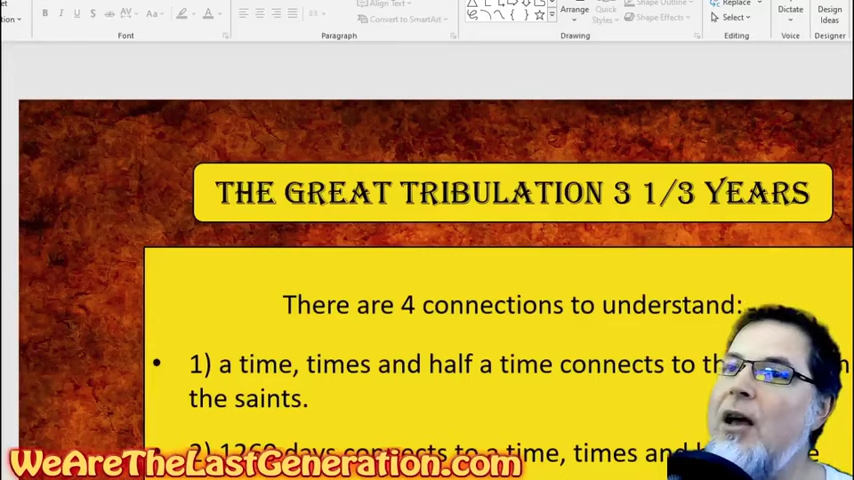 Align Text
Shape Outline
Replace
Convert to SmartArt
Arrange
Quick
Styles
Shape Effects
Select
Dictate
Design
Ideas
Font
Paragraph
Drawing
Editing
Voice
Designer
THE GREAT TRIBULATION 3 1/3 YEARS
There are 4 connections to understand:
• 1) a time, times and half a time connects to
the saints.
2) 1260 days connects to a time, times and
WeAreTheLastGeneration.com